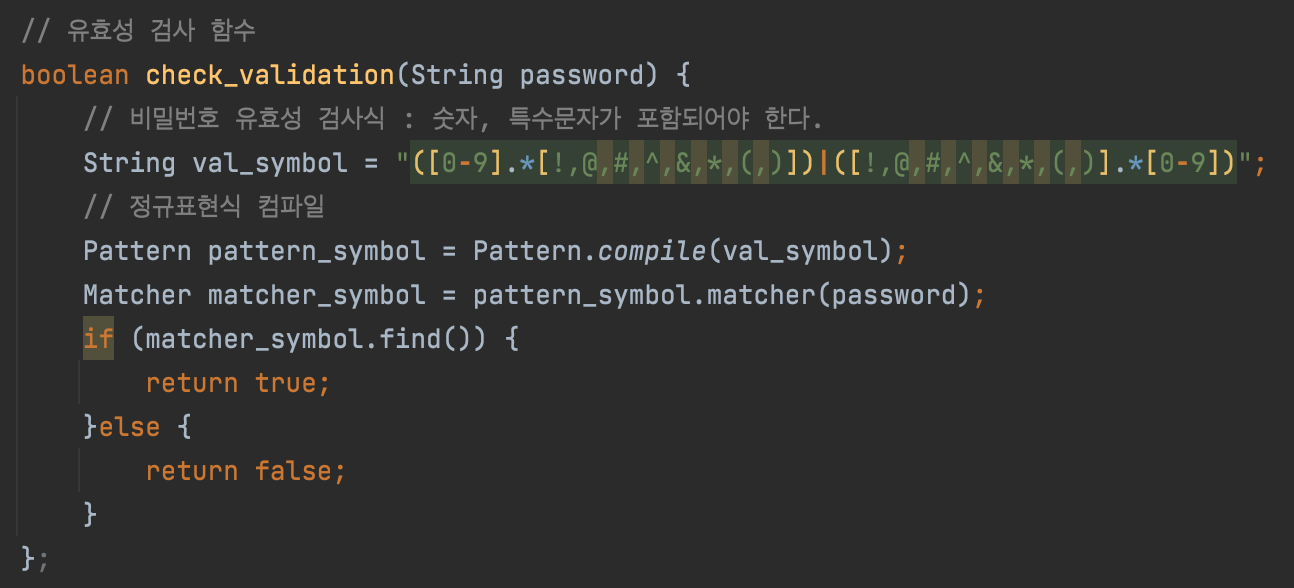 // 유효성 검사 함수
boolean check_validation(String password) {
// 비밀번호 유효성 검사식 : 숫자, 특수문자가 포함되어야 한다.
String val_symbol = "([0-9].*[!,@,#,^,&,*,(,)])|([!,@,#,^,&,*,(,)].*[0-9])";
// 정규표현식 컴파일
Pattern pattern_symbol = Pattern.compile(val_symbol);
Matcher matcher_symbol = pattern_symbol.matcher(password);
if (matcher_symbol.find()) {
return true;
}else {
return false;
}
};